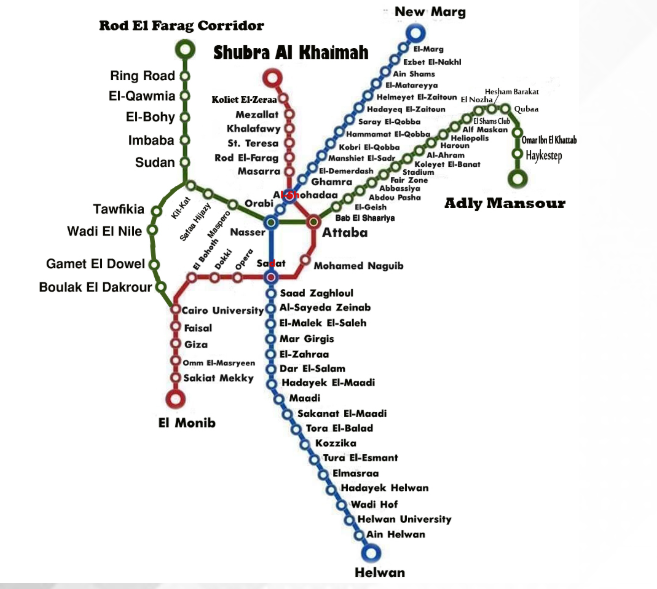 New Marg
Rod El Farag Corridor
Shubra Al Khaimah
El-Marg
Ezbet El-Nakhl
Ain Shams
El-Matareyya
Helmeyet El-Zaitoun
Hadayeq El-Zaitoun
Saray El-Qobba
Hammamat El-Qobba
Kobri El-Qobba
Manshiet El-Sadr
El-Demerdash
Ghamra
Ring Road
El-Qawmia
El-Bohy
Imbaba
Sudan
Koliet El-Zeraa
Mezallat
Khalafawy
St. Teresa
Rod El-Farag
Masarra
Hesham Barakat
El Nozha
Qubaa
El Shams Club
Alf Maskan
Omar Ibn El Khattab
Heliopolis
Haykestep
Haroun
Al-Ahram
Koleyet El-Banat
Stadium
Fair Zone
Abbassiya
Abdou Pasha
El-Geish
Bab El Shaariya
Adly Mansour
Orabi
Nasser
Attaba
Kit-Kat
Safaa Hijazy
Maspero
Tawfikia
Wadi El Nile
Gamet El Dowel
Boulak El Dakrour
El Bohoth
Dokki
Opera
Mohamed Naguib
Cairo University
Faisal
Giza
Omm El-Masryeen
Sakiat Mekky
El Monib
Saad Zaghloul
Al-Sayeda Zeinab
El-Malek El-Saleh
Mar Girgis
El-Zahraa
Dar El-Salam
Hadayek El-Maadi
Maadi
Sakanat El-Maadi
Tora El-Balad
Kozzika
Tura El-Esmant
Elmasraa
Hadayek Helwan
Wadi Hof
Helwan University
Ain Helwan
Helwan